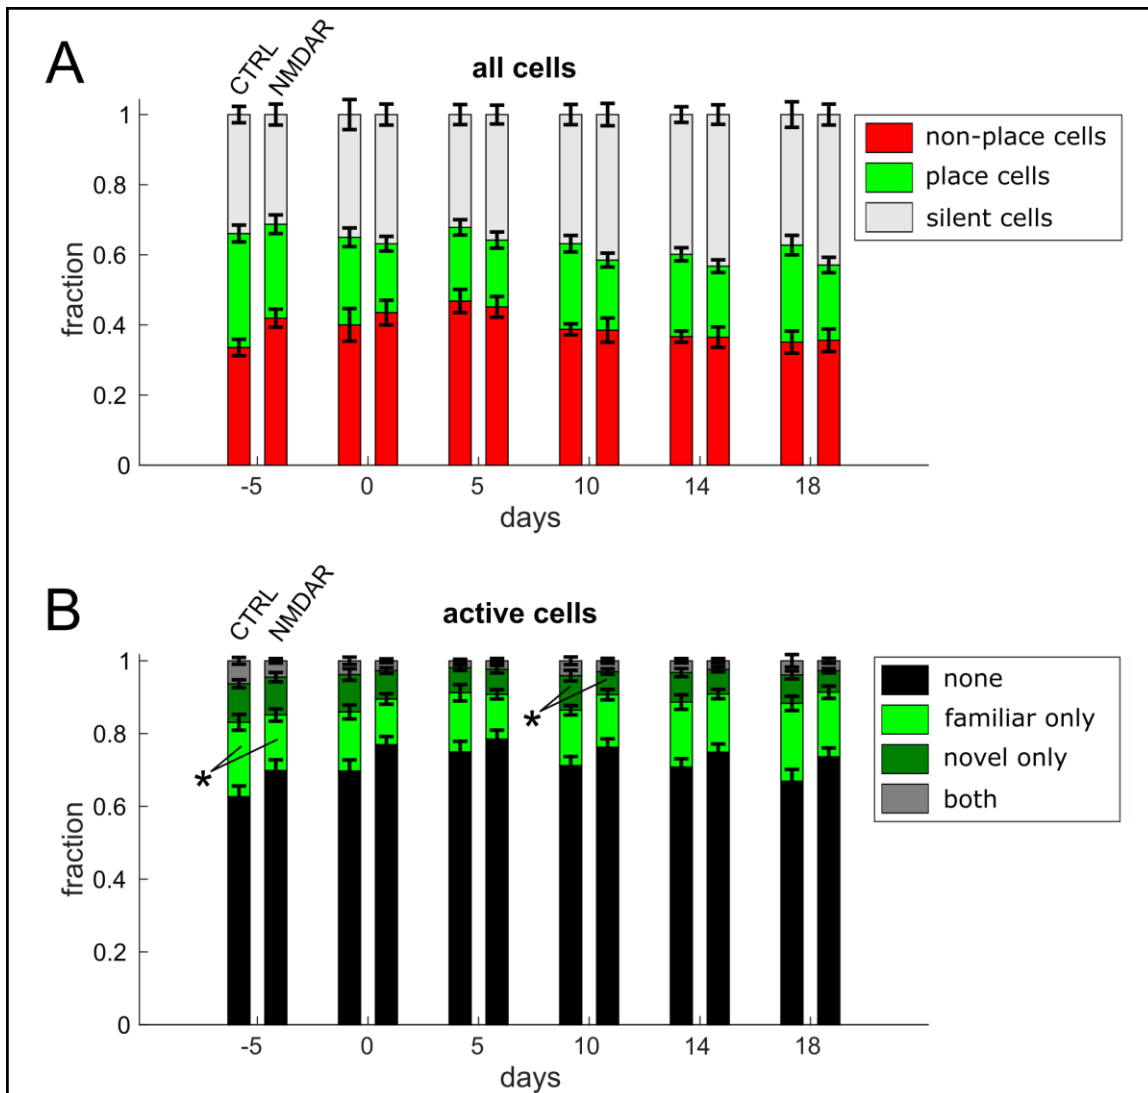 A
CTRL
NMDAR
all cells
1
0.8
0.6
0.4
0.2
0
fraction
-5
0
5
10
14
18
days
non-place cells
place cells
silent cells
B
CTRL
NMDAR
active cells
1
0.8
0.6
0.4
0.2
0
fraction
*
*
-5
0
5
10
14
18
days
none
familiar only
novel only
both